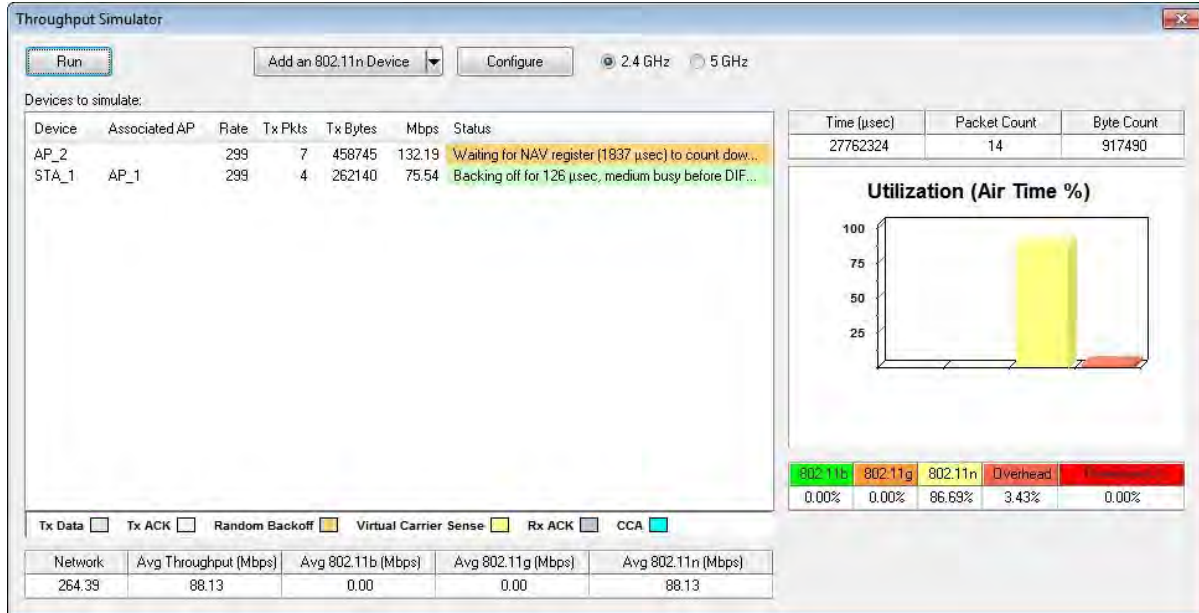 Throughput Simulator
Run
Add an 802.11n Device
Configure
2.4 GHz
5 GHz
Devices to simulate:
Device Associated AP Rate Tx Pkts Tx Bytes Mbps Status
AP_2 299 7 458745 132.19 Waiting for NAV register (1837 µsec) to count dow...
STA_1 AP_1 299 4 262140 75.54 Backing off for 126 µsec, medium busy before DIF...
Time (µsec) Packet Count Byte Count
27762324 14 917490
Utilization (Air Time %)
100
75
50
25
802.11b 802.11g 802.11n Overhead
0.00% 0.00% 86.69% 3.43% 0.00%
Tx Data Tx ACK Random Backoff Virtual Carrier Sense Rx ACK CCA
Network Avg Throughput (Mbps) Avg 802.11b (Mbps) Avg 802.11g (Mbps) Avg 802.11n (Mbps)
264.39 88.13 0.00 0.00 88.13